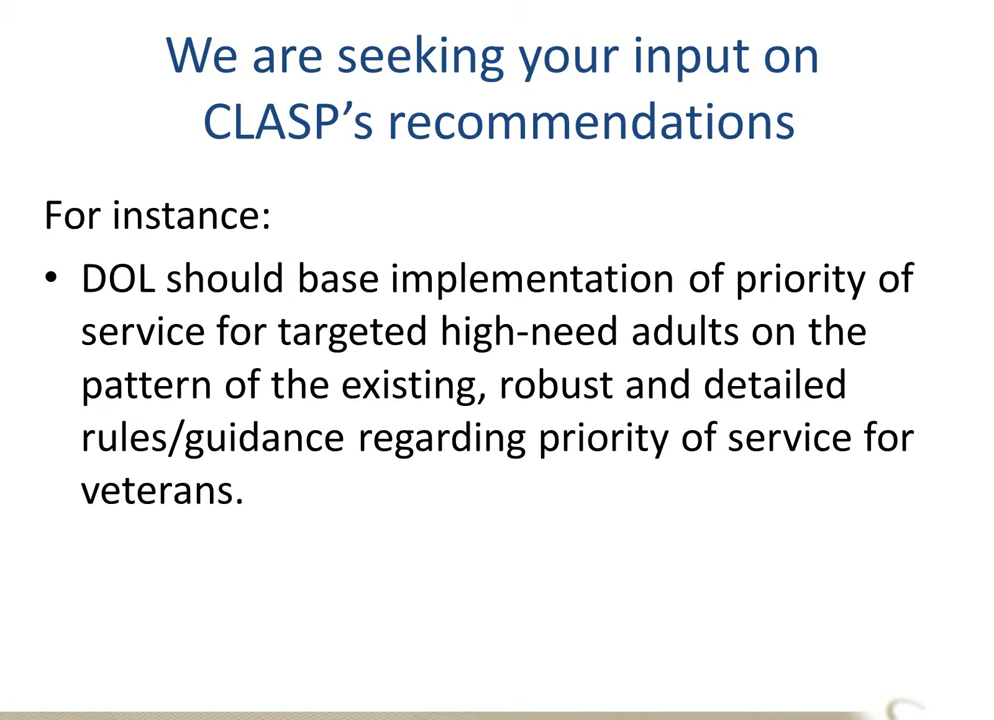 We are seeking your input on
CLASP’s recommendations
For instance:
• DOL should base implementation of priority of
service for targeted high-need adults on the
pattern of the existing, robust and detailed
rules/guidance regarding priority of service for
veterans.